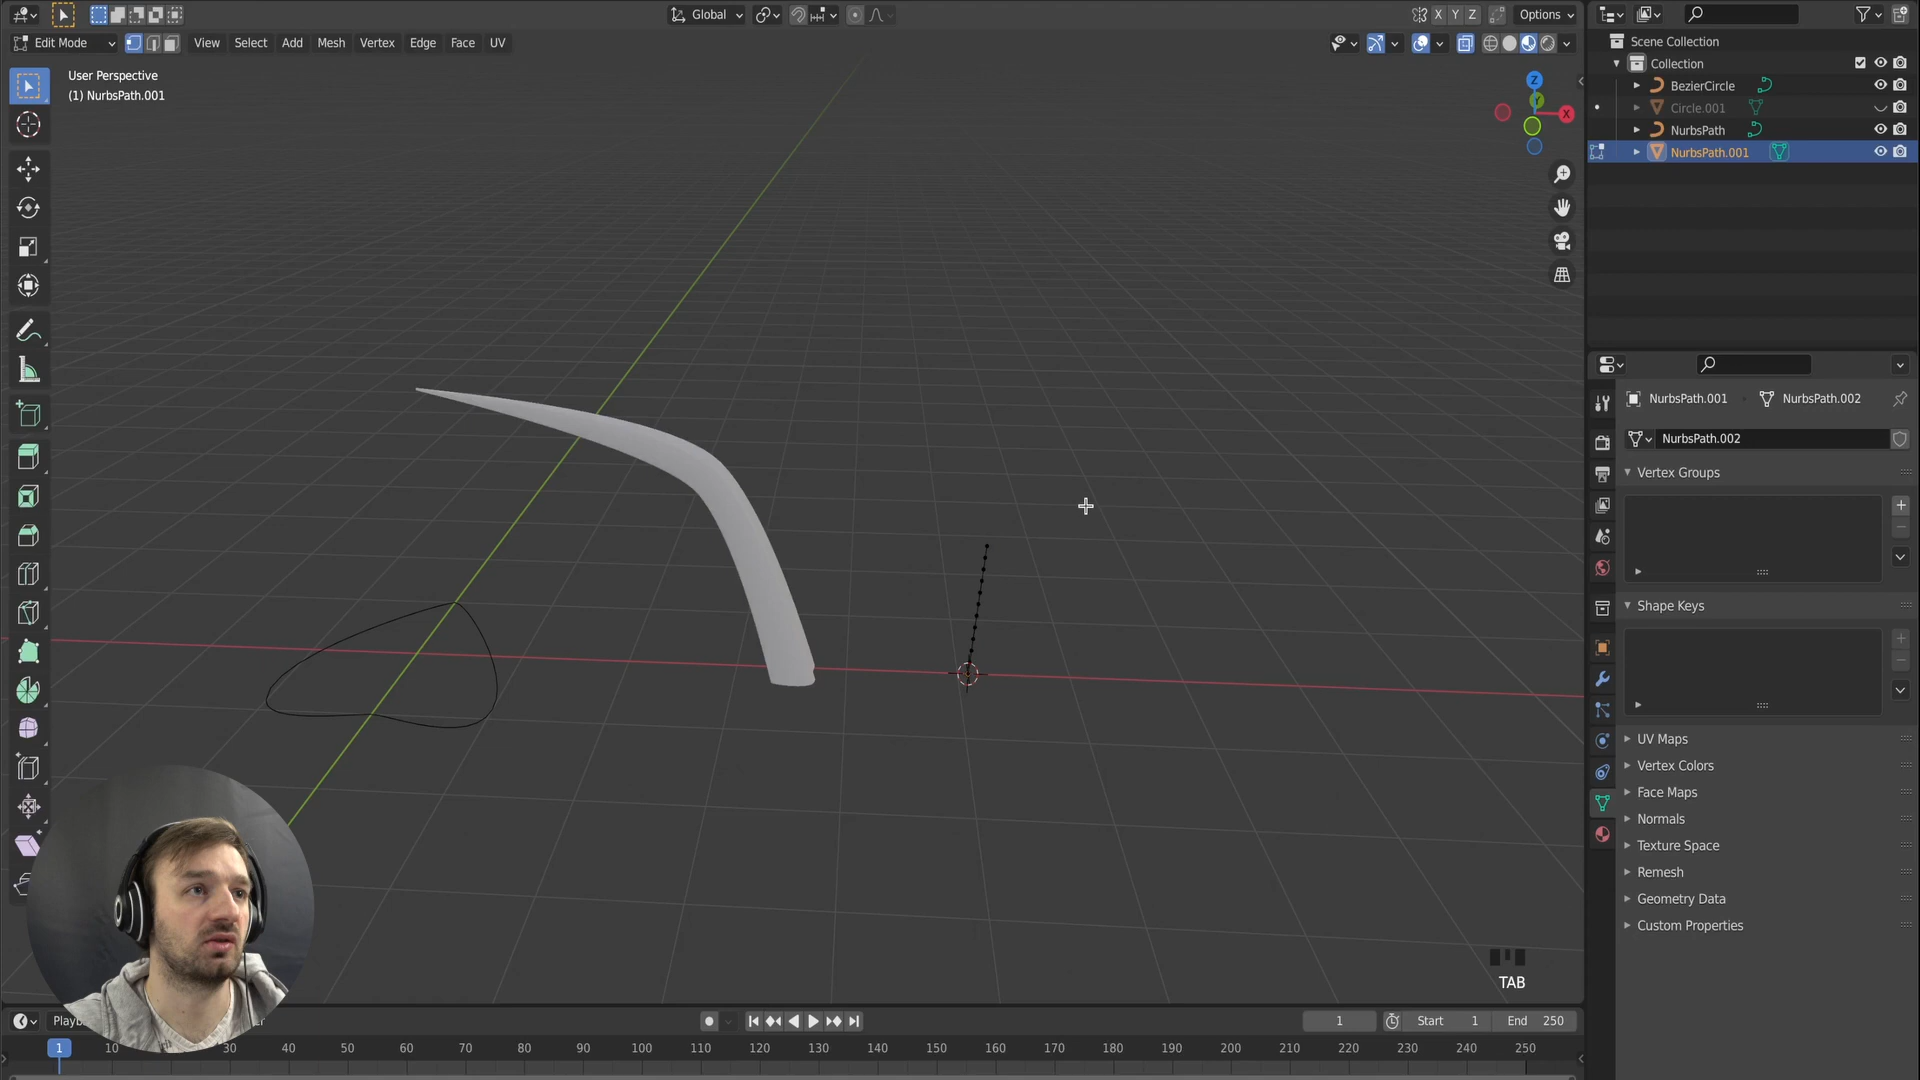 Global
X Y Z
Options
Edit Mode
View Select Add Mesh Vertex Edge Face UV
User Perspective
(1) NurbsPath.001
Z
X
Scene Collection
Collection
BezierCircle
Circle.001
NurbsPath
NurbsPath.001
NurbsPath.001
NurbsPath.002
NurbsPath.002
Vertex Groups
Shape Keys
UV Maps
Vertex Colors
Face Maps
Normals
Texture Space
Remesh
Geometry Data
Custom Properties
TAB
1
Start 1
End 250
1 10 30 40 50 60 70 80 90 100 110 120 130 140 150 160 170 180 190 200 210 220 230 240 250